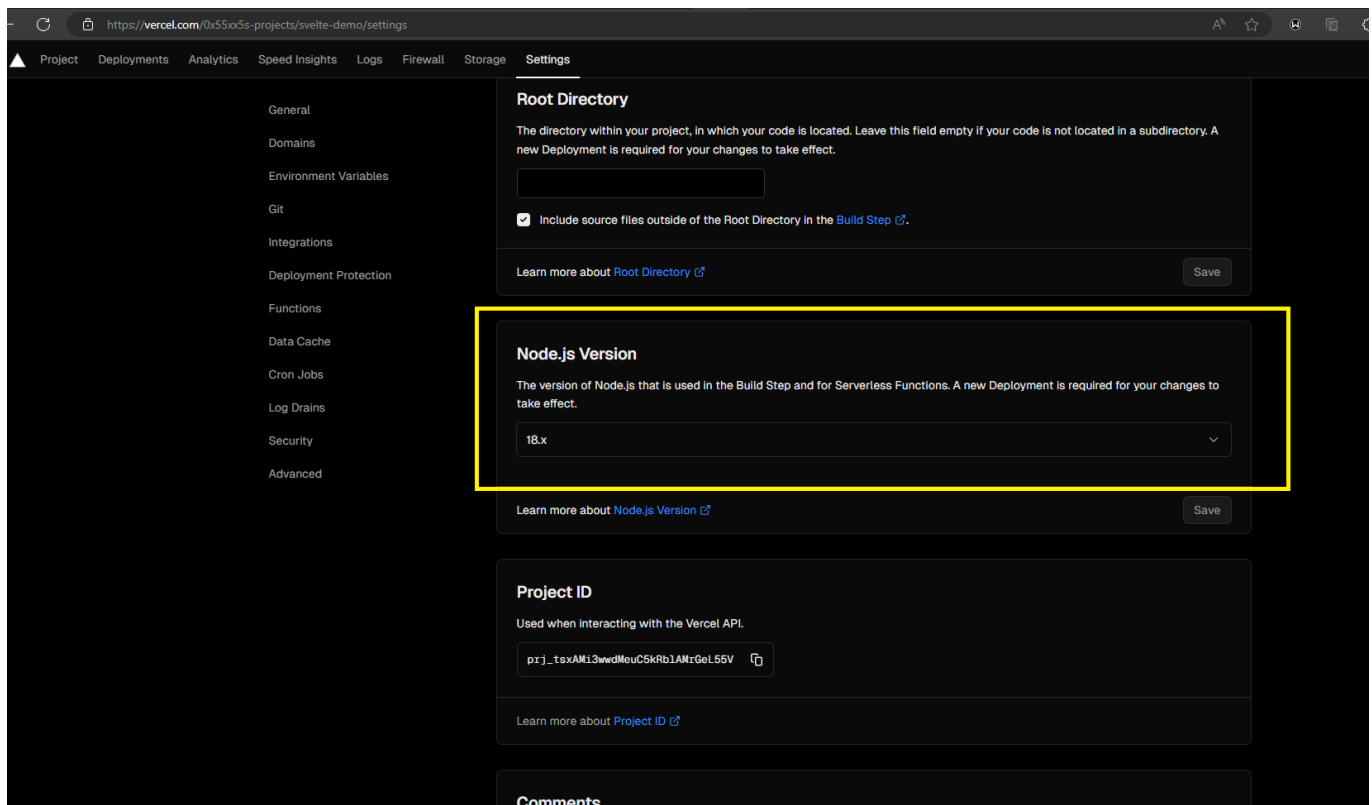 https://vercel.com/0x55xx5s-projects/svelte-demo/settings
Project Deployments Analytics Speed Insights Logs Firewall Storage Settings
General
Domains
Environment Variables
Git
Integrations
Deployment Protection
Functions
Data Cache
Cron Jobs
Log Drains
Security
Advanced
Root Directory
The directory within your project, in which your code is located. Leave this field empty if your code is not located in a subdirectory. A
new Deployment is required for your changes to take effect.
Include source files outside of the Root Directory in the Build Step.
Learn more about Root Directory
Save
Node.js Version
The version of Node.js that is used in the Build Step and for Serverless Functions. A new Deployment is required for your changes to
take effect.
18.x
Learn more about Node.js Version
Save
Project ID
Used when interacting with the Vercel API.
prj_tsxAMi3wwdMeuC5kRblAMrGeL55V
Learn more about Project ID
Comments